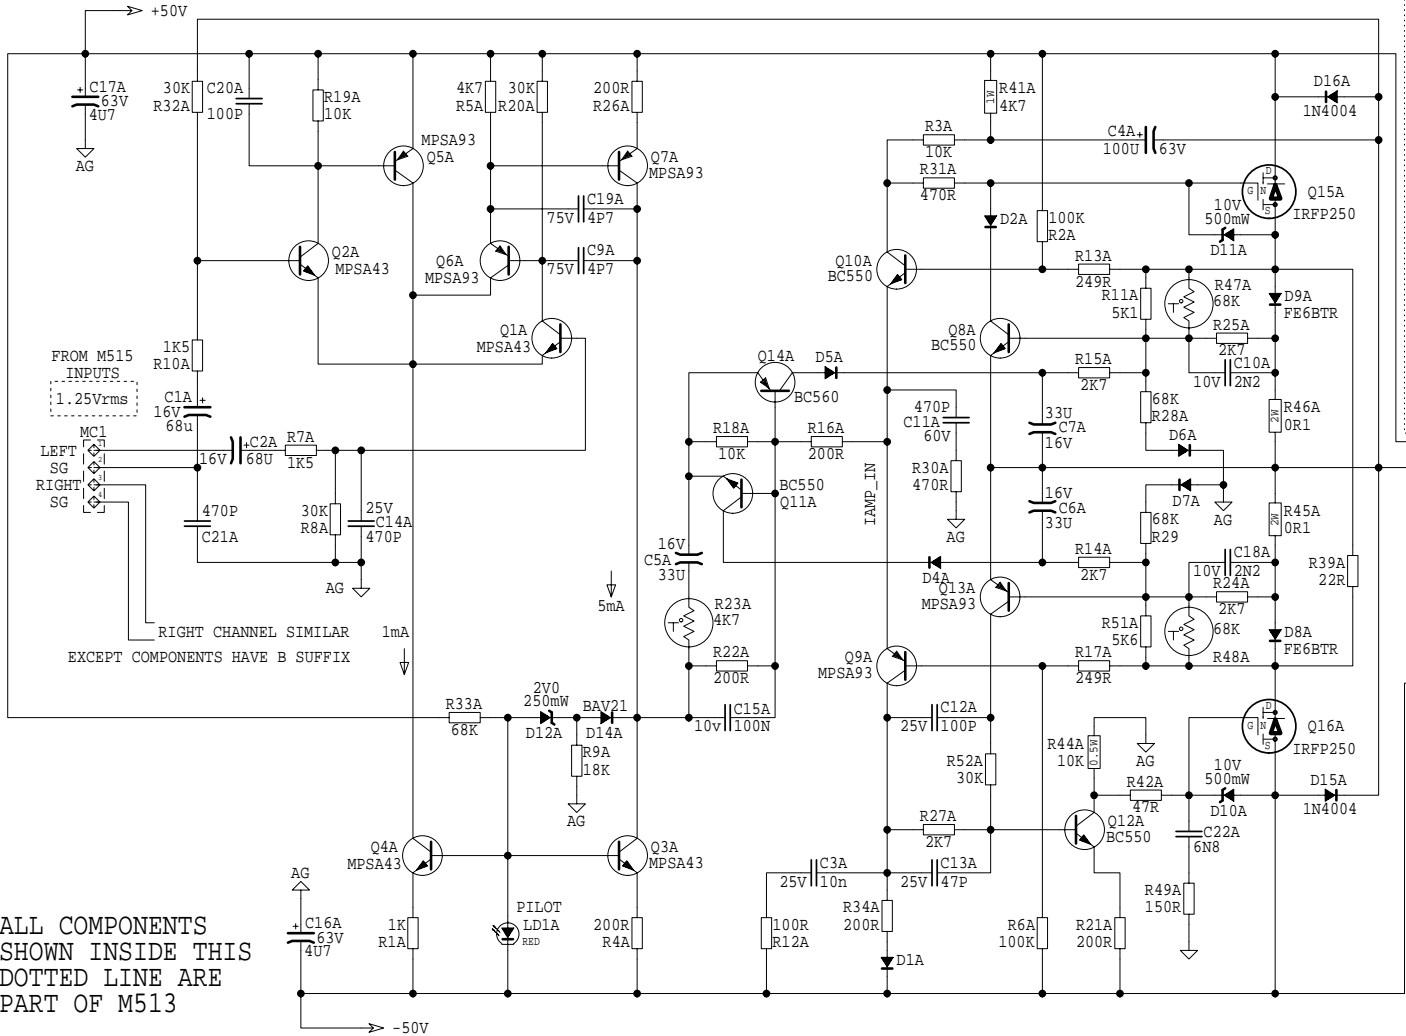 +50V
C17A
+
63V
4U7
AG
30K
R32A
C20A
100P
R19A
10K
MPSA93
Q5A
4K7
R5A
30K
R20A
200R
R26A
Q7A
MPSA93
C19A
75V
4P7
C9A
75V
4P7
Q2A
MPSA43
Q6A
MPSA93
Q1A
MPSA43
1W
R41A
4K7
R3A
10K
R31A
470R
C4A
+
100U
63V
D16A
1N4004
D
G
N
S
Q15A
IRFP250
10V
500mW
D11A
D2A
100K
R2A
Q10A
BC550
R13A
249R
R11A
5K1
T°
R47A
68K
D9A
FE6BTR
R25A
2K7
Q8A
BC550
C10A
10V
2N2
R15A
2K7
FROM M515
INPUTS
1.25Vrms
1K5
R10A
C1A
+
16V
68u
MC1
LEFT
1
SG
2
RIGHT
3
SG
4
+
C2A
16V
68U
R7A
1K5
470P
C21A
30K
R8A
25V
C14A
470P
AG
RIGHT CHANNEL SIMILAR
EXCEPT COMPONENTS HAVE B SUFFIX
1mA
5mA
Q14A
D5A
BC560
R18A
10K
R16A
200R
BC550
Q11A
16V
C5A
33U
T°
R23A
4K7
R22A
200R
C15A
10v
100N
IAMP_IN
470P
C11A
60V
R30A
470R
AG
33U
C7A
16V
16V
C6A
33U
68K
R28A
D6A
D7A
AG
68K
R29
2W
R46A
0R1
2W
R45A
0R1
R14A
2K7
D4A
Q13A
MPSA93
C18A
10V
2N2
R24A
2K7
R39A
22R
R51A
5K6
T°
68K
R48A
D8A
FE6BTR
R17A
249R
Q9A
MPSA93
R33A
68K
2V0
250mW
D12A
BAV21
D14A
R9A
18K
AG
C12A
25V
100P
R52A
30K
0.5W
R44A
10K
AG
R42A
47R
10V
500mW
D10A
D
G
N
S
Q16A
IRFP250
D15A
1N4004
Q12A
BC550
C22A
6N8
R49A
150R
R27A
2K7
Q4A
MPSA43
Q3A
MPSA43
C3A
25V
10n
C13A
25V
47P
R34A
200R
D1A
100R
R12A
R6A
100K
R21A
200R
AG
C16A
+
63V
4U7
1K
R1A
PILOT
LD1A
RED
200R
R4A
-50V
ALL COMPONENTS
SHOWN INSIDE THIS
DOTTED LINE ARE
PART OF M513